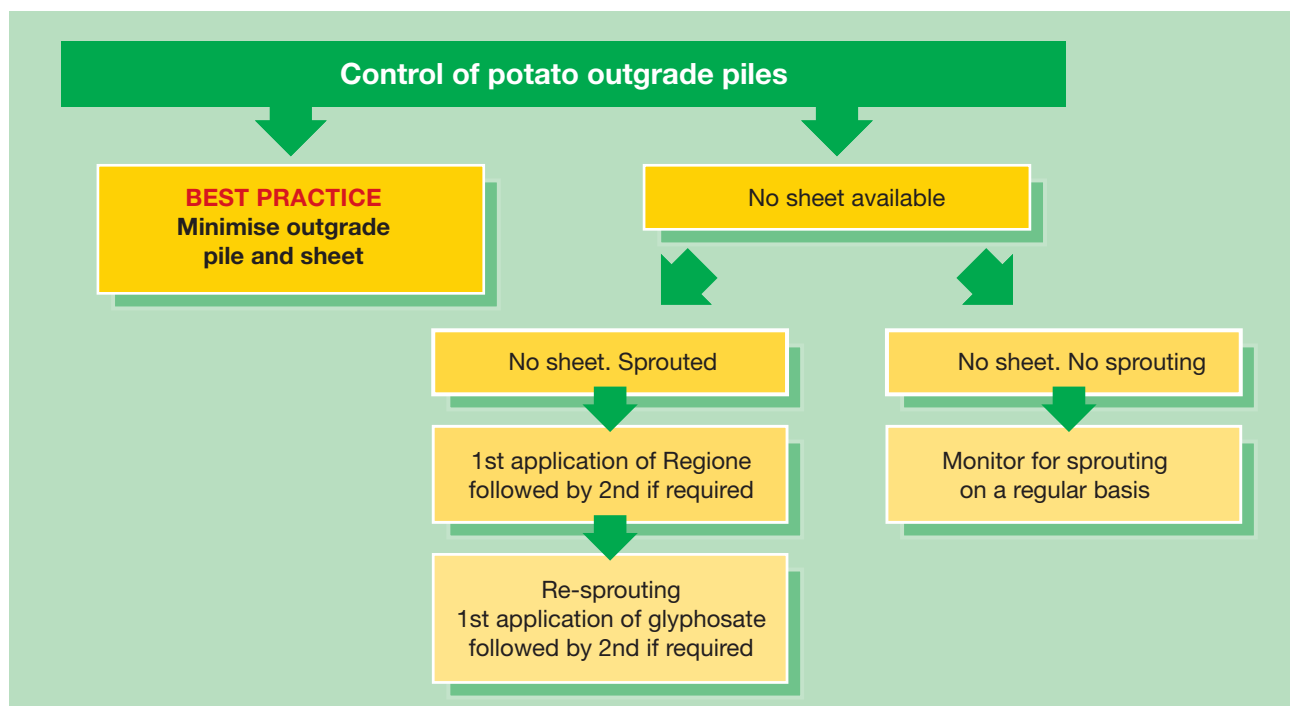 Control of potato outgrade piles
BEST PRACTICE
Minimise outgrade
pile and sheet
No sheet available
No sheet. Sprouted
1st application of Regione
followed by 2nd if required
Re-sprouting
1st application of glyphosate
followed by 2nd if required
No sheet. No sprouting
Monitor for sprouting
on a regular basis